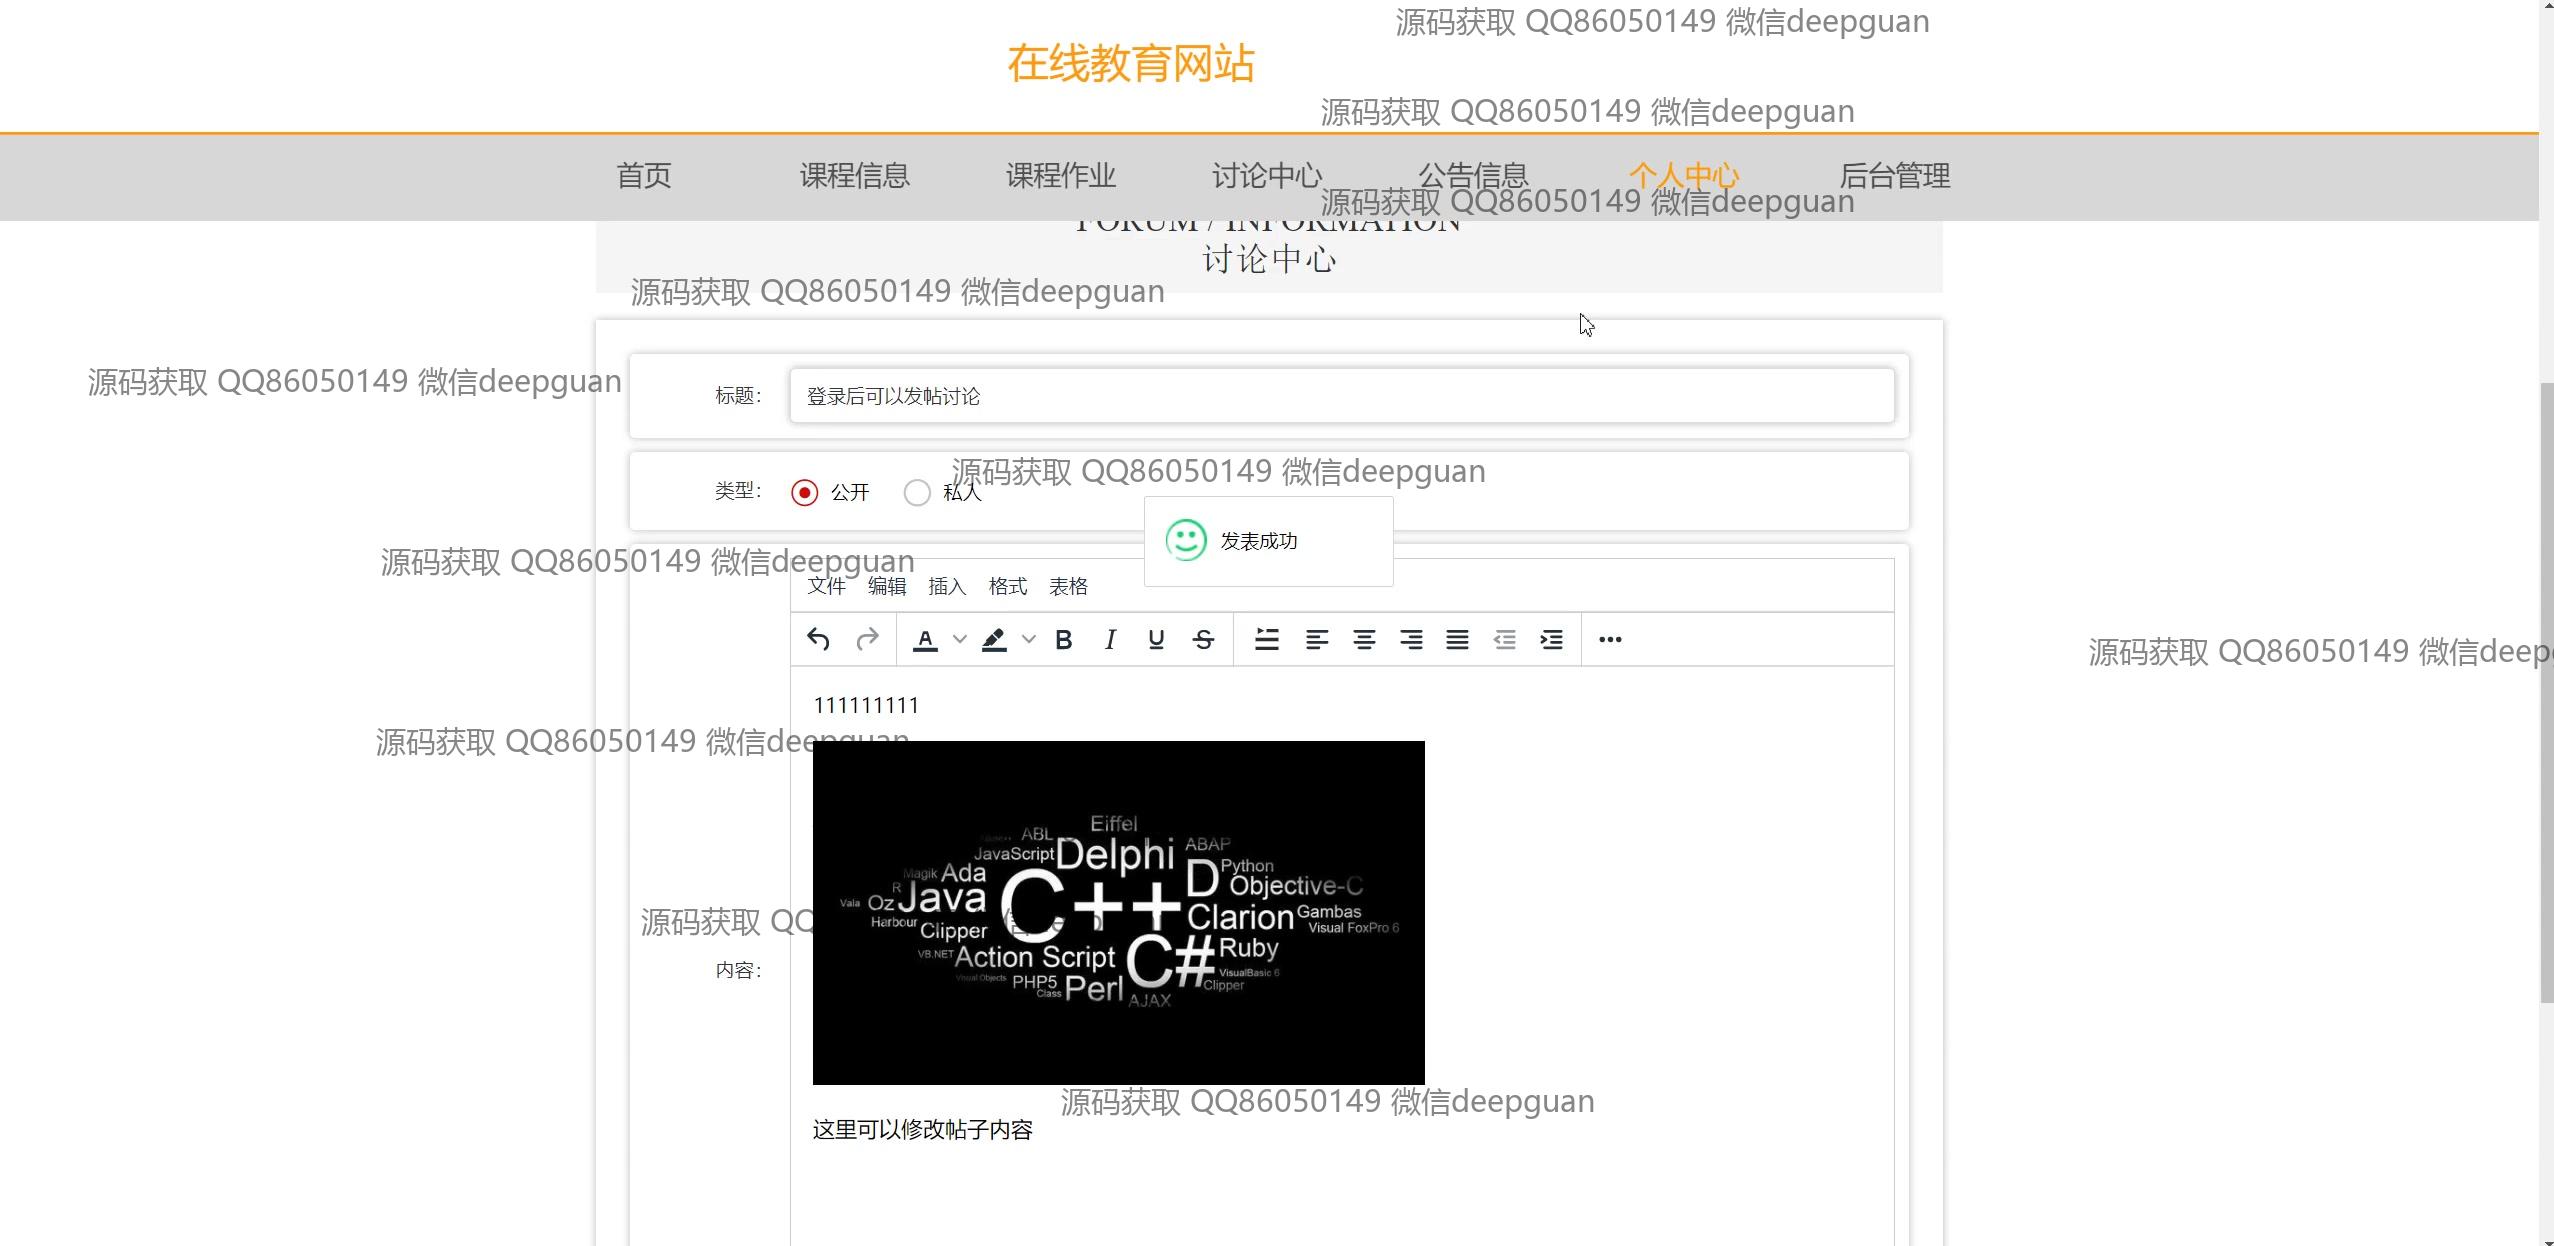 源码获取 QQ86050149 微信deepguan
在线教育网站
源码获取 QQ86050149 微信deepguan
首页 课程信息 课程作业 讨论中心 公告信息 个人中心 后台管理
源码获取 QQ86050149 微信deepguan
FORUM / INFORMATION
讨论中心
源码获取 QQ86050149 微信deepguan
源码获取 QQ86050149 微信deepguan
标题： 登录后可以发帖讨论
源码获取 QQ86050149 微信deepguan
类型： 公开 私人
发表成功
源码获取 QQ86050149 微信deepguan
文件 编辑 插入 格式 表格
源码获取 QQ86050149 微信deep
111111111
源码获取 QQ86050149 微信deepguan
Eiffel
ABL
JavaScript Delphi ABAP
Magik Ada D Python
R Java C++ Objective-C
Vala Oz Clarion Gambas
Harbour Clipper Visual FoxPro 6
源码获取 QQ
VB.NET Action Script C# Ruby
Visual Objects PHP5 Perl VisualBasic 6
Class Clipper
AJAX
内容：
源码获取 QQ86050149 微信deepguan
这里可以修改帖子内容